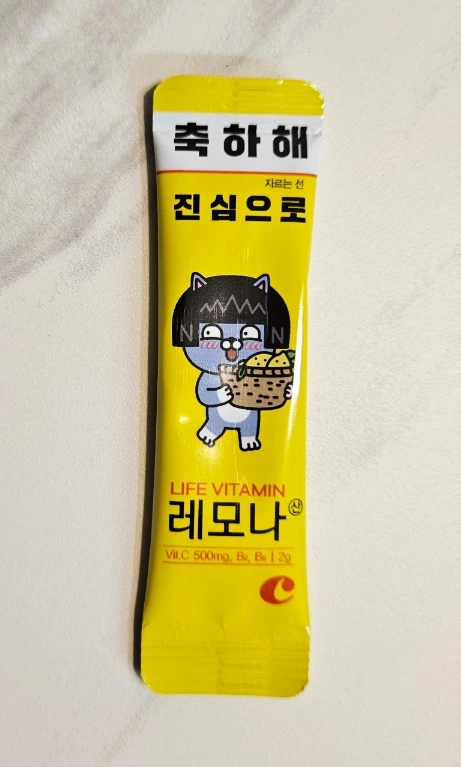 축하해
자르는 선
진심으로
N N
LIFE VITAMIN
레모나 산
Vit.C 500mg, B₂, B₆ | 2g